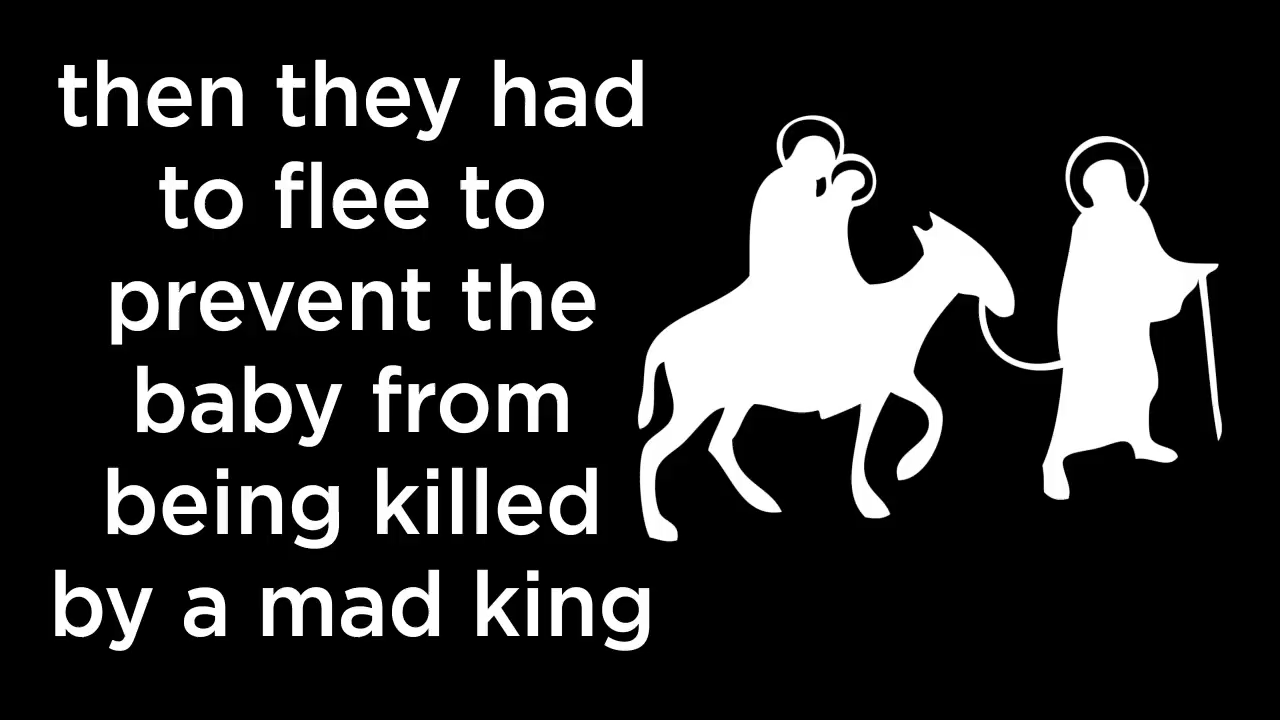 then they had
to flee to
prevent the
baby from
being killed
by a mad king